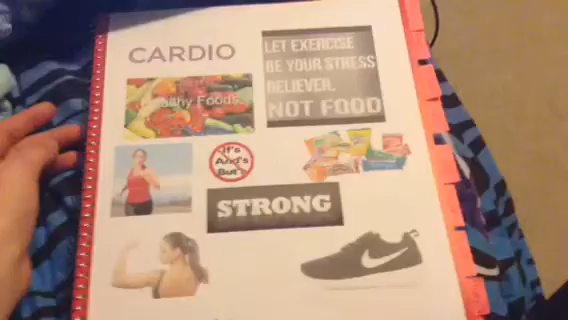 CARDIO
LET EXERCISE
BE YOUR STRESS
RELIEVER,
NOT FOOD
Healthy Foods
If's
And's
But's
STRONG